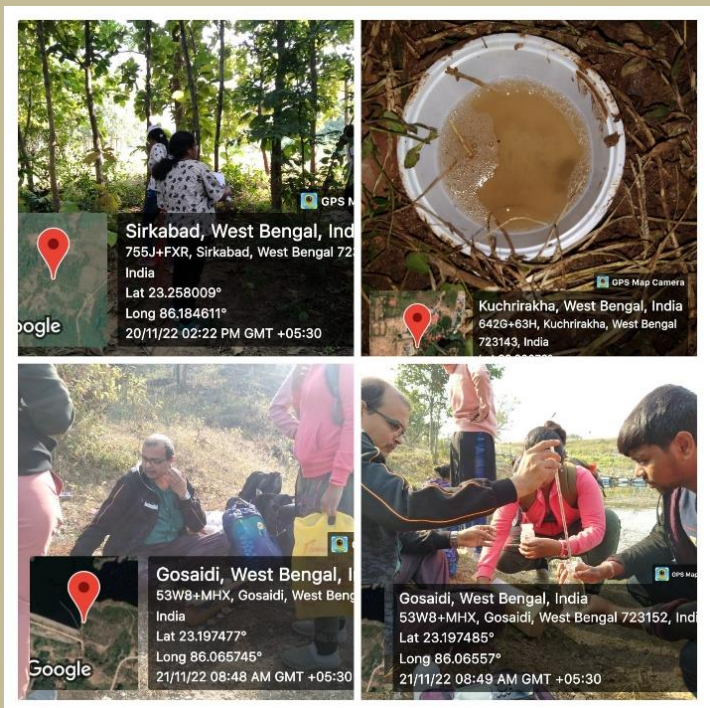 GPS M
Sirkabad, West Bengal, Ind
755J+FXR, Sirkabad, West Bengal 723
India
Lat 23.258009°
Long 86.184611°
20/11/22 02:22 PM GMT +05:30
oogle
GPS Map Camera
Kuchrirakha, West Bengal, India
642G+63H, Kuchrirakha, West Bengal
723143, India
Gosaidi, West Bengal, I
53W8+MHX, Gosaidi, West Beng
India
Lat 23.197477°
Long 86.065745°
21/11/22 08:48 AM GMT +05:30
Google
GPS Map
Gosaidi, West Bengal, India
53W8+MHX, Gosaidi, West Bengal 723152, Indi
Lat 23.197485°
Long 86.06557°
21/11/22 08:49 AM GMT +05:30